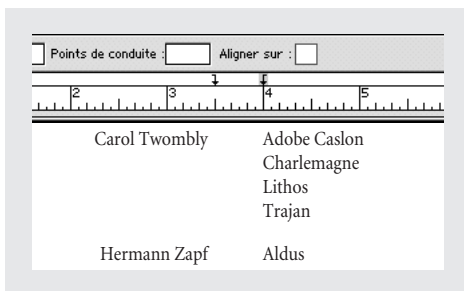 Points de conduite : Aligner sur :
2 3 4 5
Carol Twombly Adobe Caslon
Charlemagne
Lithos
Trajan
Hermann Zapf Aldus